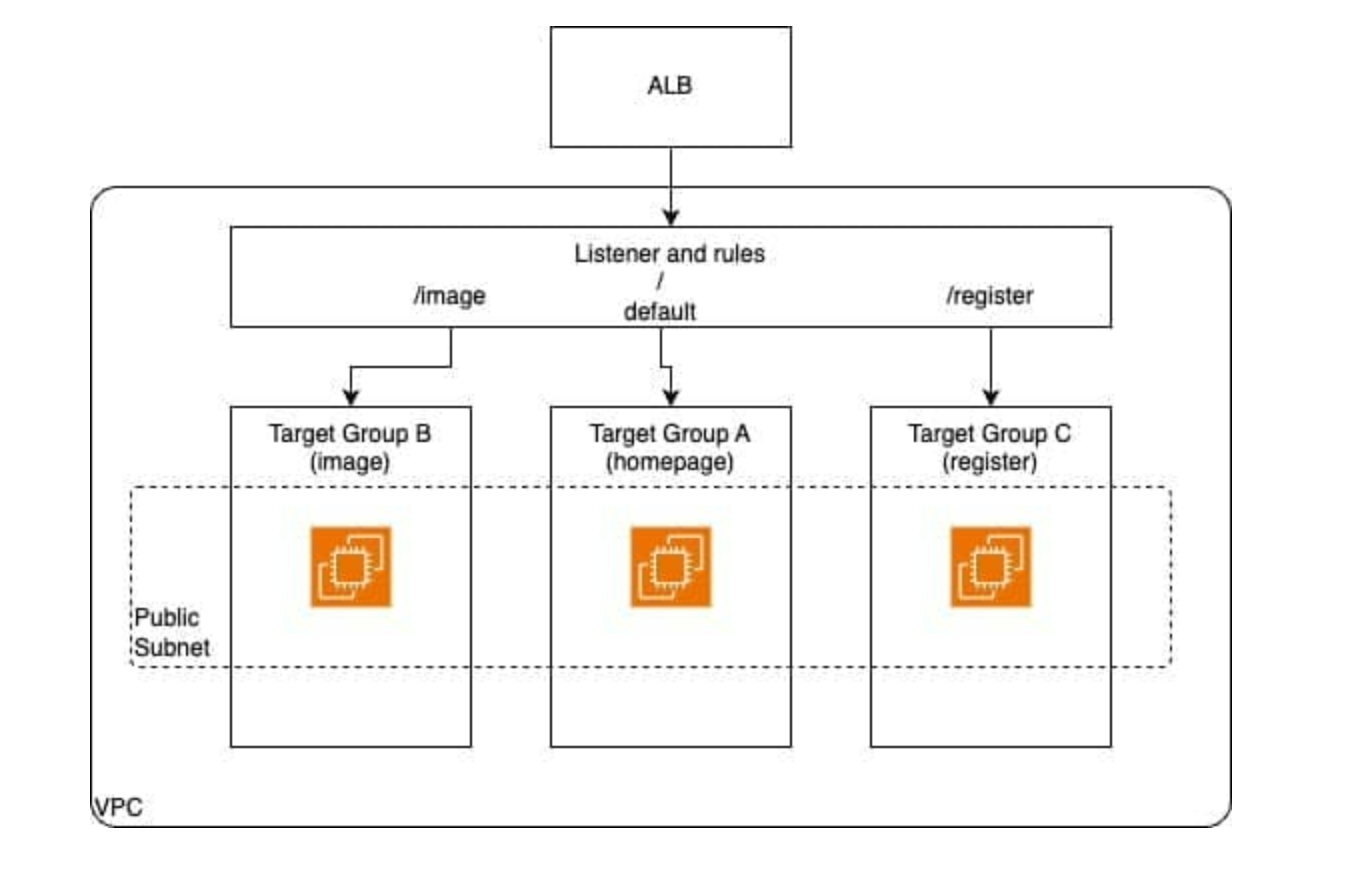 ALB
Listener and rules
/
/image
default
/register
Target Group B
(image)
Target Group A
(homepage)
Target Group C
(register)
Public
Subnet
VPC